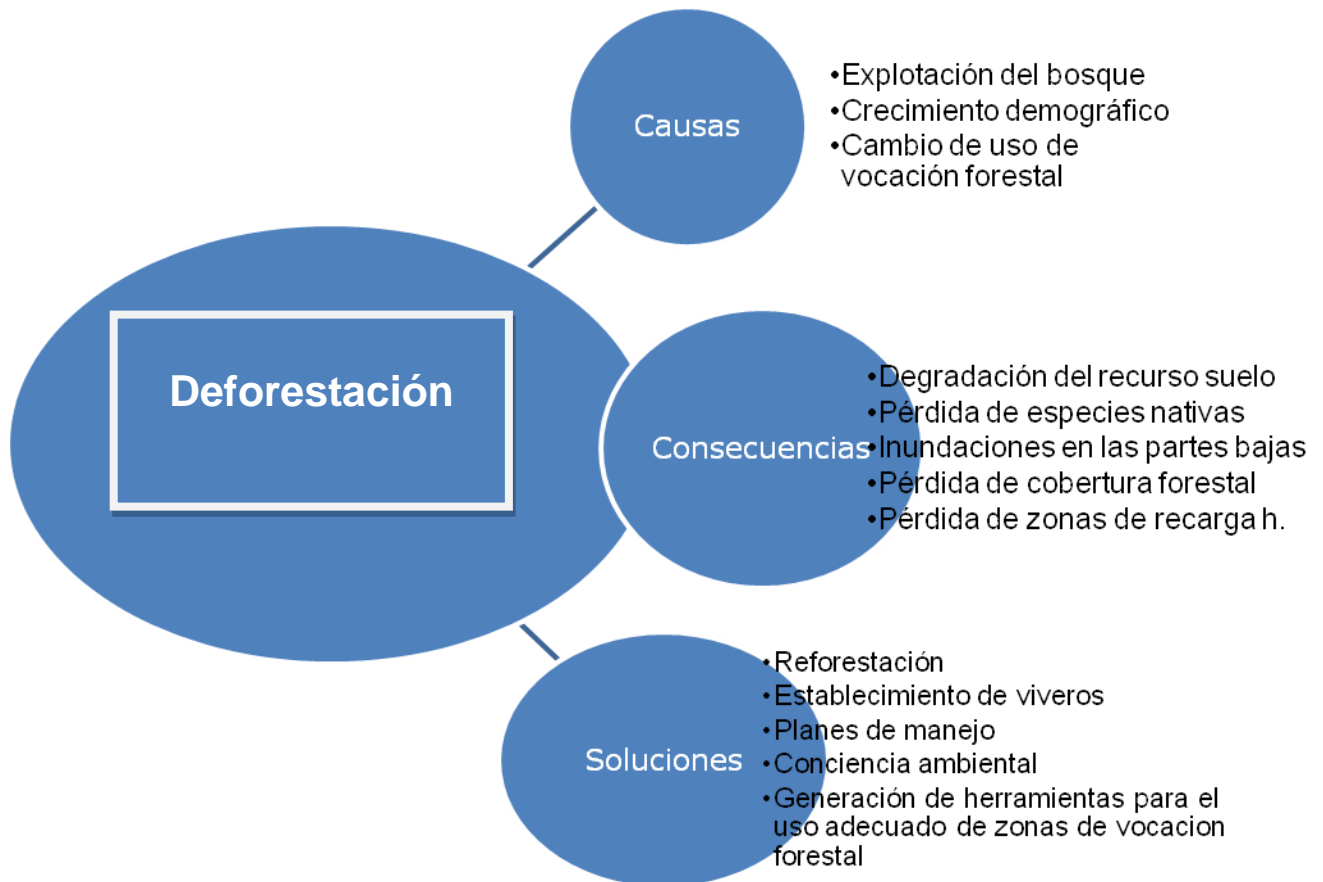 Causas
•Explotación del bosque
•Crecimiento demográfico
•Cambio de uso de
vocación forestal
Deforestación
Consecuencias
•Degradación del recurso suelo
•Pérdida de especies nativas
•Inundaciones en las partes bajas
•Pérdida de cobertura forestal
•Pérdida de zonas de recarga h.
Soluciones
•Reforestación
•Establecimiento de viveros
•Planes de manejo
•Conciencia ambiental
•Generación de herramientas para el
uso adecuado de zonas de vocacion
forestal